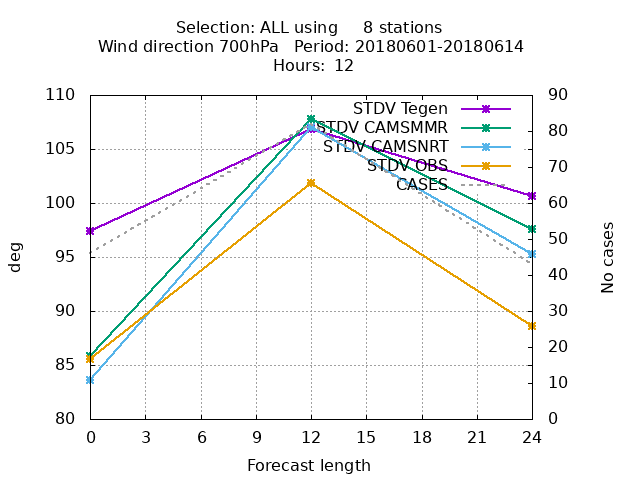 Selection: ALL using     8 stations
Wind direction 700hPa   Period: 20180601-20180614
Hours:  12
STDV Tegen
STDV CAMSMMR
STDV CAMSNRT
STDV OBS
CASES
deg
110
105
100
95
90
85
80
90
80
70
60
50
40
30
20
10
0
No cases
0 3 6 9 12 15 18 21 24
Forecast length